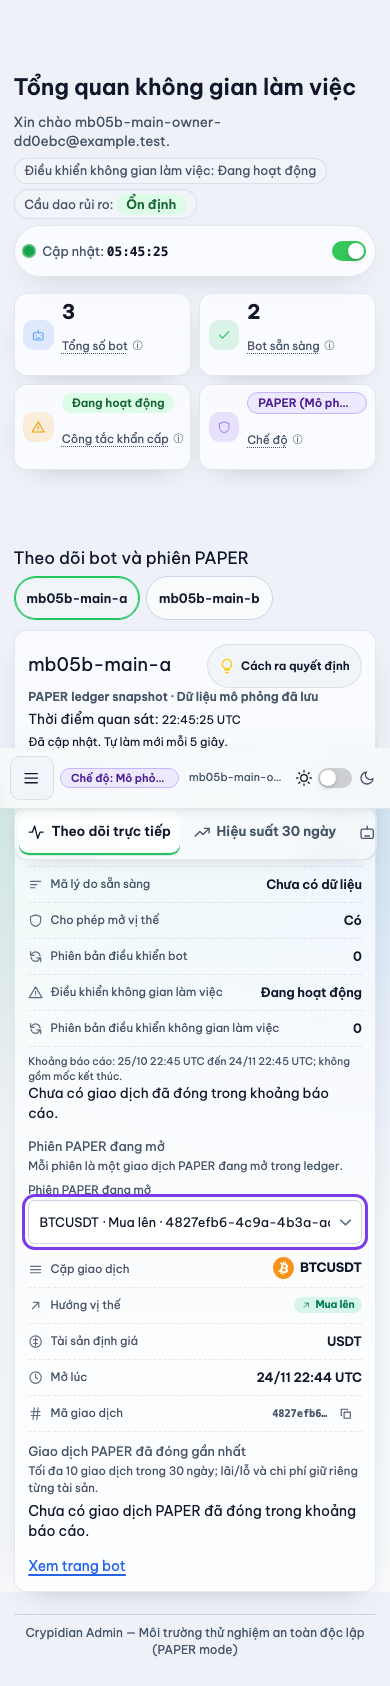 Tổng quan không gian làm việc
Xin chào mb05b-main-owner-
dd0ebc@example.test.
Điều khiển không gian làm việc: Đang hoạt động
Cầu dao rủi ro: Ổn định
Cập nhật: 05:45:25
3
Tổng số bot
2
Bot sẵn sàng
Đang hoạt động
Công tắc khẩn cấp
PAPER (Mô ph...
Chế độ
Theo dõi bot và phiên PAPER
mb05b-main-a
mb05b-main-b
mb05b-main-a
Cách ra quyết định
PAPER ledger snapshot · Dữ liệu mô phỏng đã lưu
Thời điểm quan sát: 22:45:25 UTC
Đã cập nhật. Tự làm mới mỗi 5 giây.
Chế độ: Mô phỏ...
mb05b-main-o...
Theo dõi trực tiếp
Hiệu suất 30 ngày
Mã lý do sẵn sàng
Chưa có dữ liệu
Cho phép mở vị thế
Có
Phiên bản điều khiển bot
0
Điều khiển không gian làm việc
Đang hoạt động
Phiên bản điều khiển không gian làm việc
0
Khoảng báo cáo: 25/10 22:45 UTC đến 24/11 22:45 UTC; không
gồm mốc kết thúc.
Chưa có giao dịch đã đóng trong khoảng báo
cáo.
Phiên PAPER đang mở
Mỗi phiên là một giao dịch PAPER đang mở trong ledger.
Phiên PAPER đang mở
BTCUSDT · Mua lên · 4827efb6-4c9a-4b3a-a
Cặp giao dịch
BTCUSDT
Hướng vị thế
Mua lên
Tài sản định giá
USDT
Mở lúc
24/11 22:44 UTC
Mã giao dịch
4827efb6…
Giao dịch PAPER đã đóng gần nhất
Tối đa 10 giao dịch trong 30 ngày; lãi/lỗ và chi phí giữ riêng
từng tài sản.
Chưa có giao dịch PAPER đã đóng trong khoảng
báo cáo.
Xem trang bot
Crypidian Admin — Môi trường thử nghiệm an toàn độc lập
(PAPER mode)